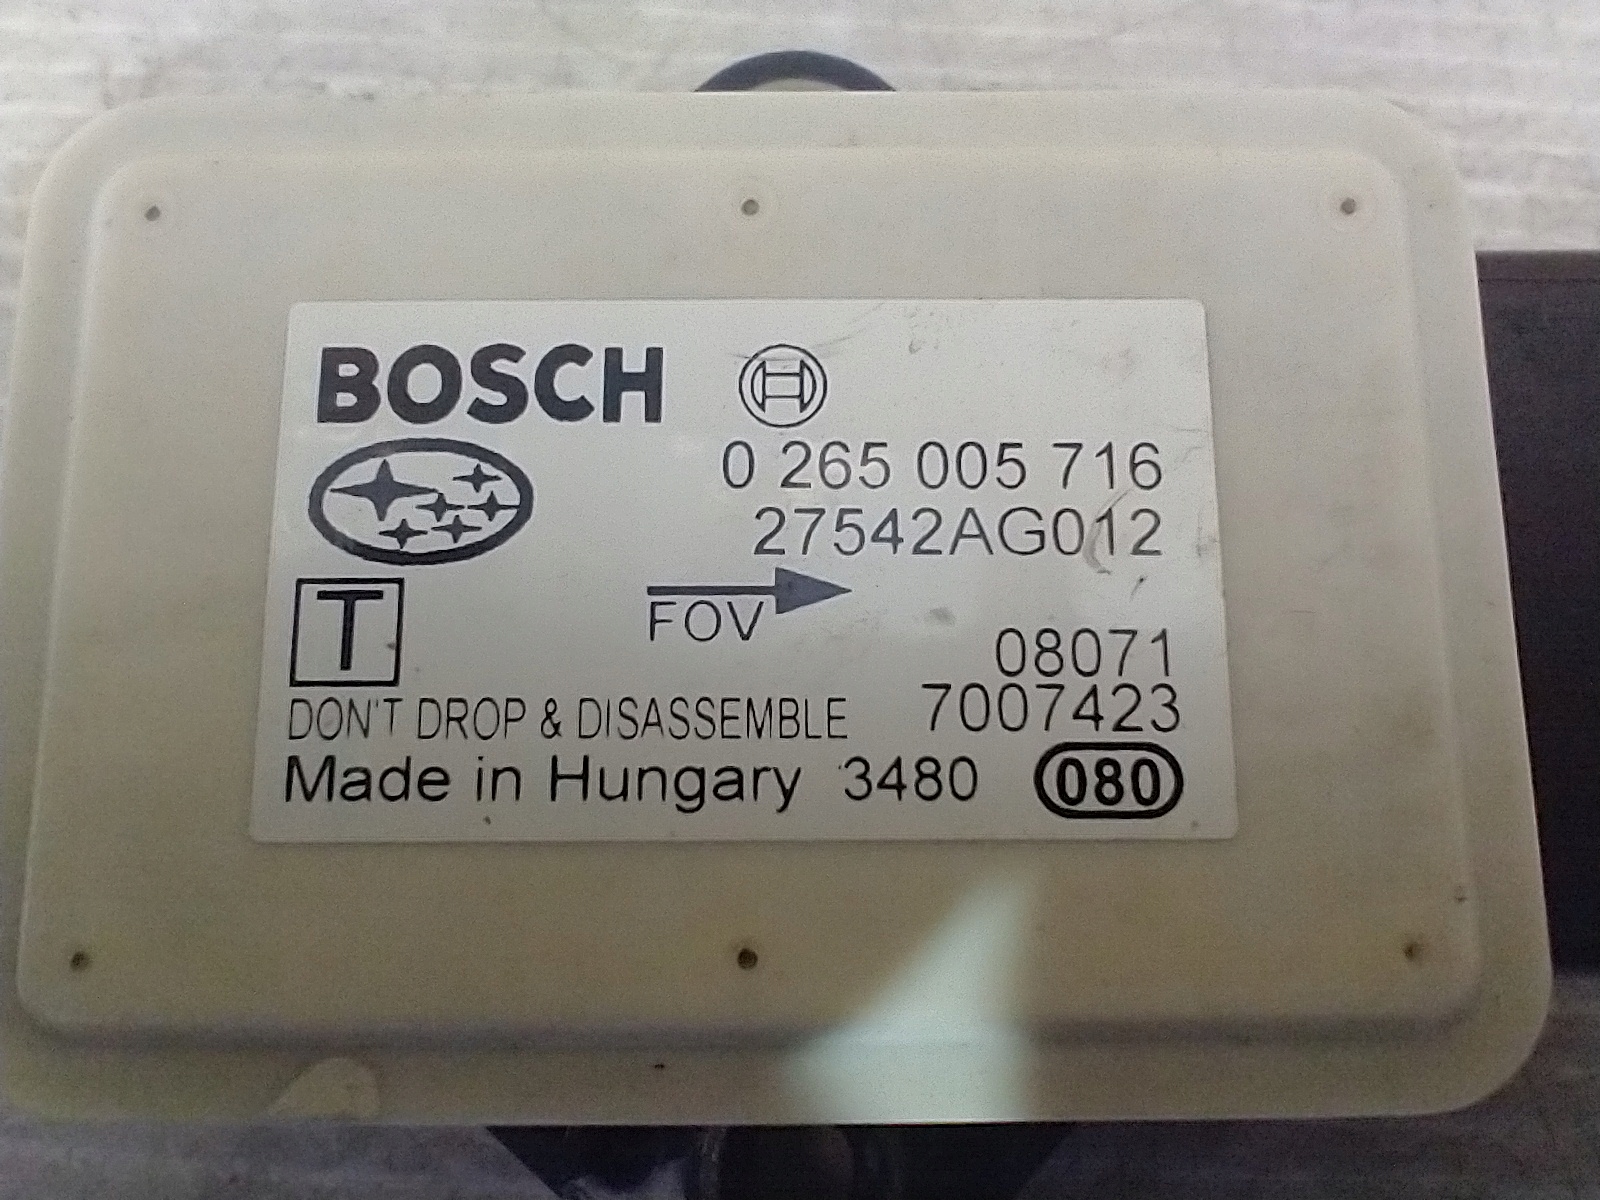 BOSCH
0 265 005 716
27542AG012
T
FOV
08071
DON'T DROP & DISASSEMBLE 7007423
Made in Hungary 3480 080